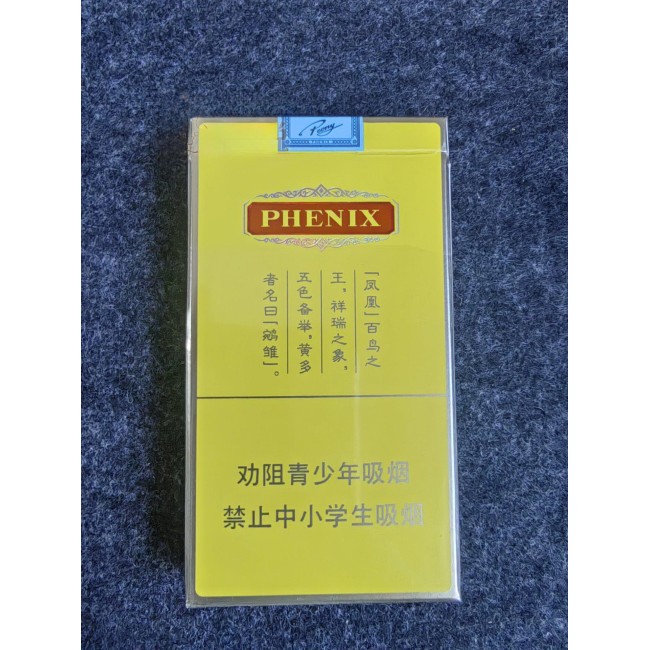 Peony
PHENIX
「凤凰」百鸟之
王，祥瑞之象，
五色备举，黄多
者名曰「鹓雏」。
劝阻青少年吸烟
禁止中小学生吸烟